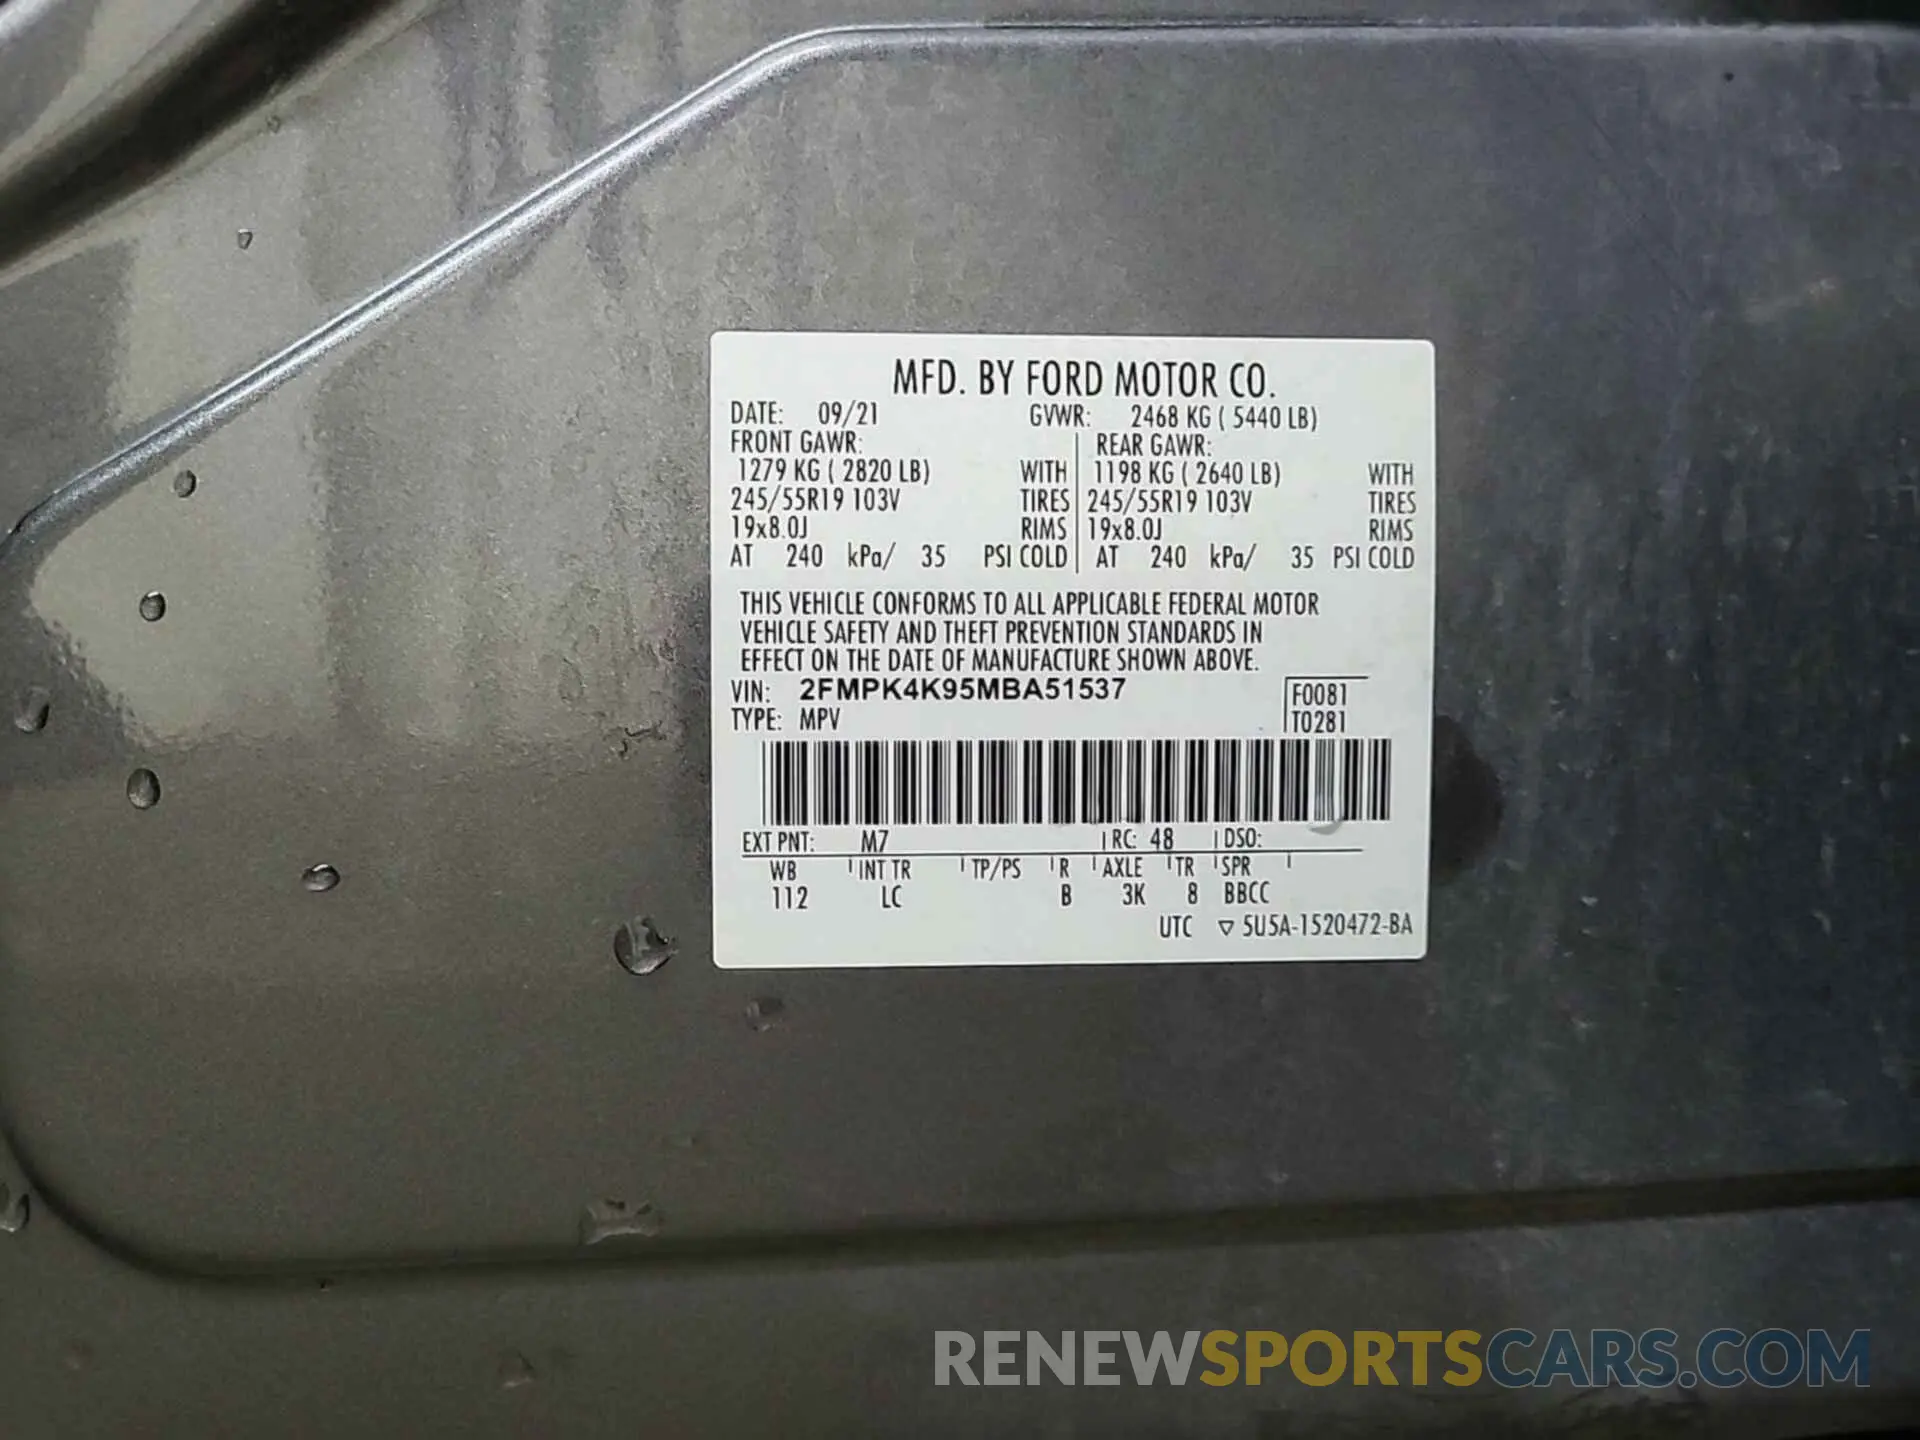 MFD. BY FORD MOTOR CO.
DATE: 09/21 GVWR: 2468 KG ( 5440 LB)
FRONT GAWR: REAR GAWR:
1279 KG ( 2820 LB) WITH 1198 KG ( 2640 LB) WITH
245/55R19 103V TIRES 245/55R19 103V TIRES
19x8.0J RIMS 19x8.0J RIMS
AT 240 kPa/ 35 PSI COLD AT 240 kPa/ 35 PSI COLD
THIS VEHICLE CONFORMS TO ALL APPLICABLE FEDERAL MOTOR
VEHICLE SAFETY AND THEFT PREVENTION STANDARDS IN
EFFECT ON THE DATE OF MANUFACTURE SHOWN ABOVE.
VIN: 2FMPK4K95MBA51537 F0081
TYPE: MPV T0281
EXT PNT: M7 RC: 48 DSO:
WB INT TR TP/PS R AXLE TR SPR
112 LC B 3K 8 BBCC
UTC ▽ 5U5A-1520472-BA
RENEWSPORTSCARS.COM